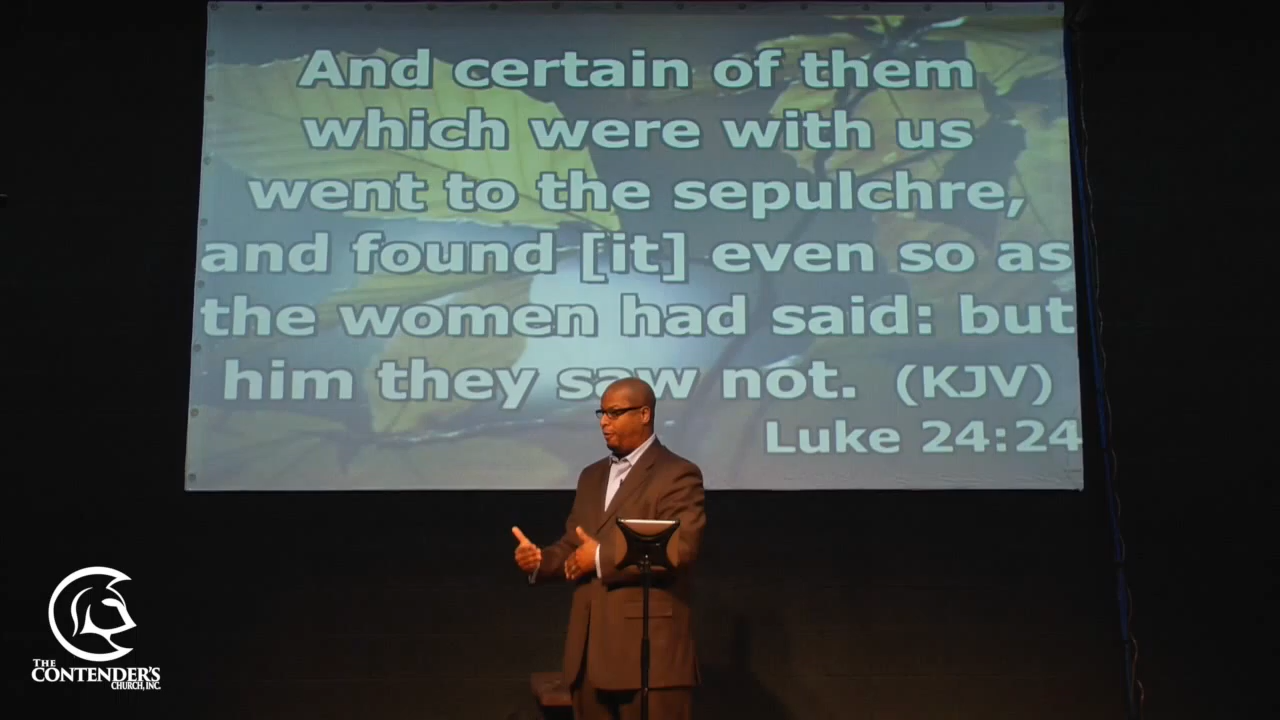 And certain of them
which were with us
went to the sepulchre,
and found [it] even so as
the women had said: but
him they saw not. (KJV)
Luke 24:24
THE
CONTENDER'S
CHURCH, INC.